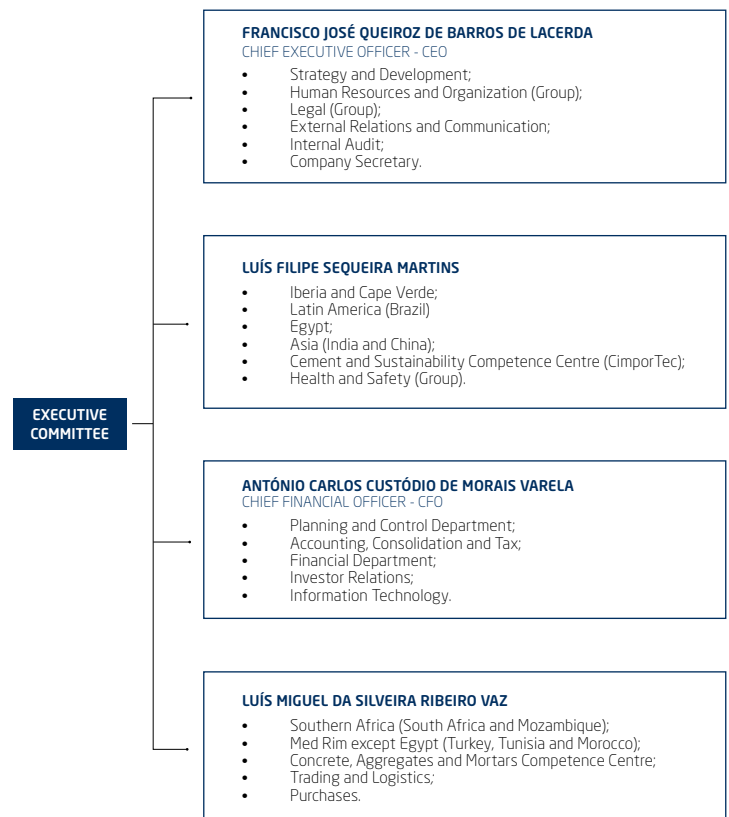 EXECUTIVE
COMMITTEE
FRANCISCO JOSÉ QUEIROZ DE BARROS DE LACERDA
CHIEF EXECUTIVE OFFICER - CEO
• Strategy and Development;
• Human Resources and Organization (Group);
• Legal (Group);
• External Relations and Communication;
• Internal Audit;
• Company Secretary.
LUÍS FILIPE SEQUEIRA MARTINS
• Iberia and Cape Verde;
• Latin America (Brazil)
• Egypt;
• Asia (India and China);
• Cement and Sustainability Competence Centre (CimporTec);
• Health and Safety (Group).
ANTÓNIO CARLOS CUSTÓDIO DE MORAIS VARELA
CHIEF FINANCIAL OFFICER - CFO
• Planning and Control Department;
• Accounting, Consolidation and Tax;
• Financial Department;
• Investor Relations;
• Information Technology.
LUÍS MIGUEL DA SILVEIRA RIBEIRO VAZ
• Southern Africa (South Africa and Mozambique);
• Med Rim except Egypt (Turkey, Tunisia and Morocco);
• Concrete, Aggregates and Mortars Competence Centre;
• Trading and Logistics;
• Purchases.